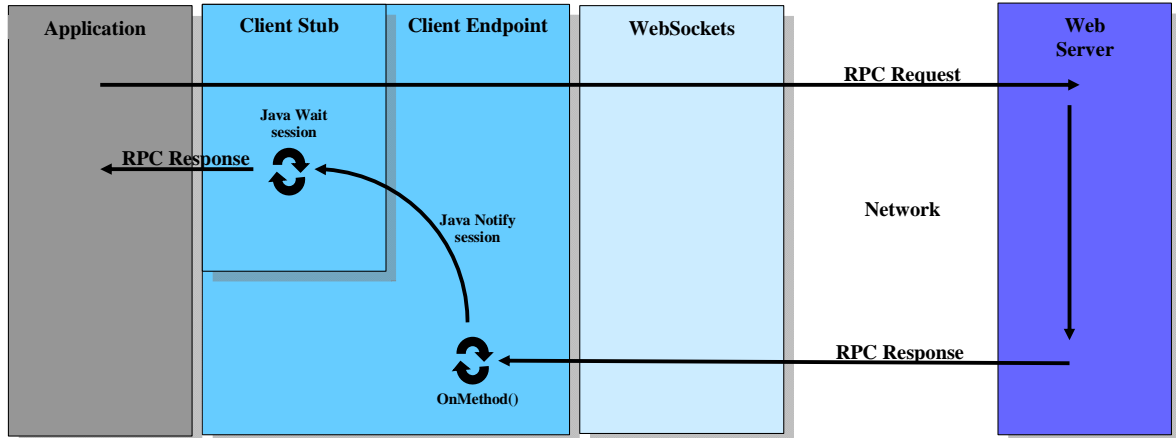 Application
Client Stub
Client Endpoint
WebSockets
Web
Server
RPC Request
Java Wait
session
RPC Response
Java Notify
session
Network
RPC Response
OnMethod()